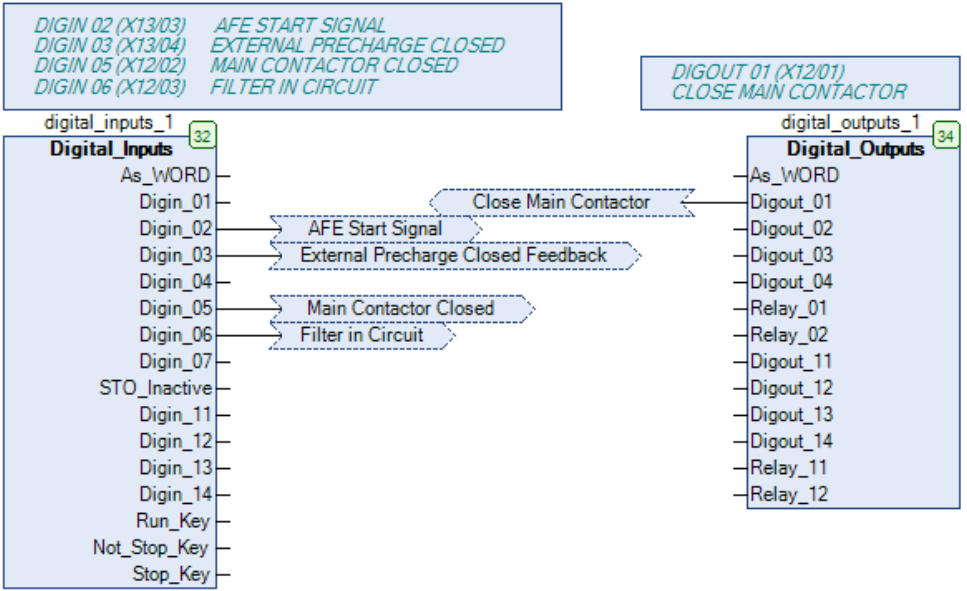 DIGIN 02 (X13/03) AFE START SIGNAL
DIGIN 03 (X13/04) EXTERNAL PRECHARGE CLOSED
DIGIN 05 (X12/02) MAIN CONTACTOR CLOSED
DIGIN 06 (X12/03) FILTER IN CIRCUIT
DIGOUT 01 (X12/01)
CLOSE MAIN CONTACTOR
digital_inputs_1
32
Digital_Inputs
As_WORD
Digin_01
Digin_02
AFE Start Signal
Digin_03
External Precharge Closed Feedback
Digin_04
Digin_05
Main Contactor Closed
Digin_06
Filter in Circuit
Digin_07
STO_Inactive
Digin_11
Digin_12
Digin_13
Digin_14
Run_Key
Not_Stop_Key
Stop_Key
digital_outputs_1
34
Digital_Outputs
As_WORD
Close Main Contactor
Digout_01
Digout_02
Digout_03
Digout_04
Relay_01
Relay_02
Digout_11
Digout_12
Digout_13
Digout_14
Relay_11
Relay_12